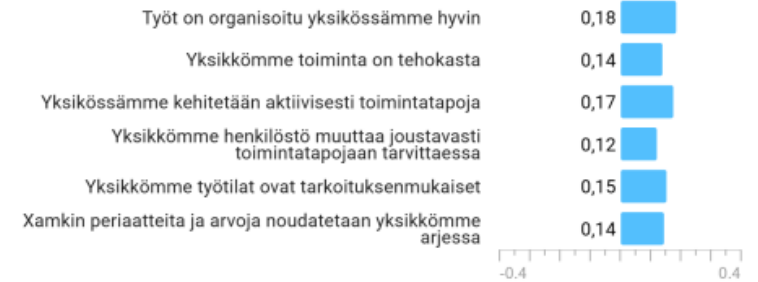 Työt on organisoitu yksikössämme hyvin 0,18
Yksikkömme toiminta on tehokasta 0,14
Yksikössämme kehitetään aktiivisesti toimintatapoja 0,17
Yksikkömme henkilöstö muuttaa joustavasti
toimintatapojaan tarvittaessa 0,12
Yksikkömme työtilat ovat tarkoituksenmukaiset 0,15
Xamkin periaatteita ja arvoja noudatetaan yksikkömme
arjessa 0,14
-0.4 0.4